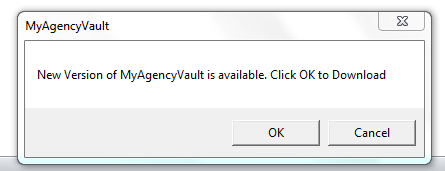 MyAgencyVault
New Version of MyAgencyVault is available. Click OK to Download
OK
Cancel